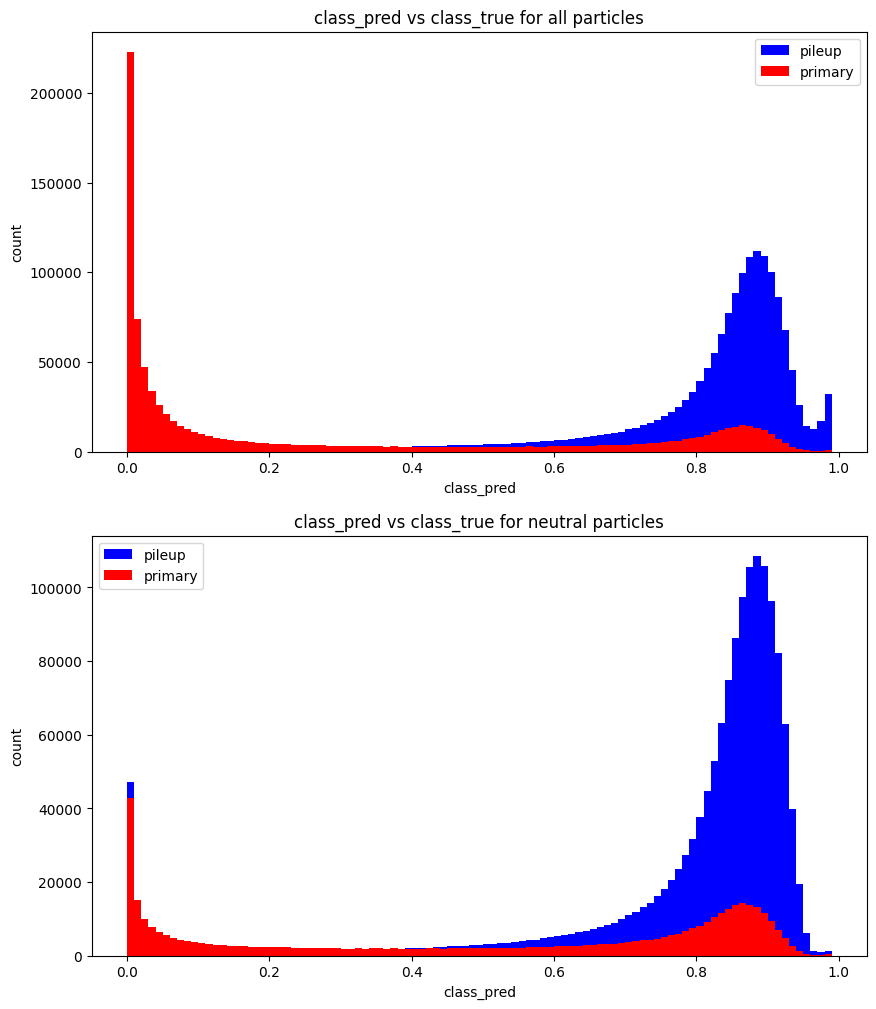 class_pred vs class_true for all particles
pileup
primary
200000
150000
100000
50000
0
count
0.0 0.2 0.4 0.6 0.8 1.0
class_pred
class_pred vs class_true for neutral particles
pileup
primary
100000
80000
60000
40000
20000
0
count
0.0 0.2 0.4 0.6 0.8 1.0
class_pred